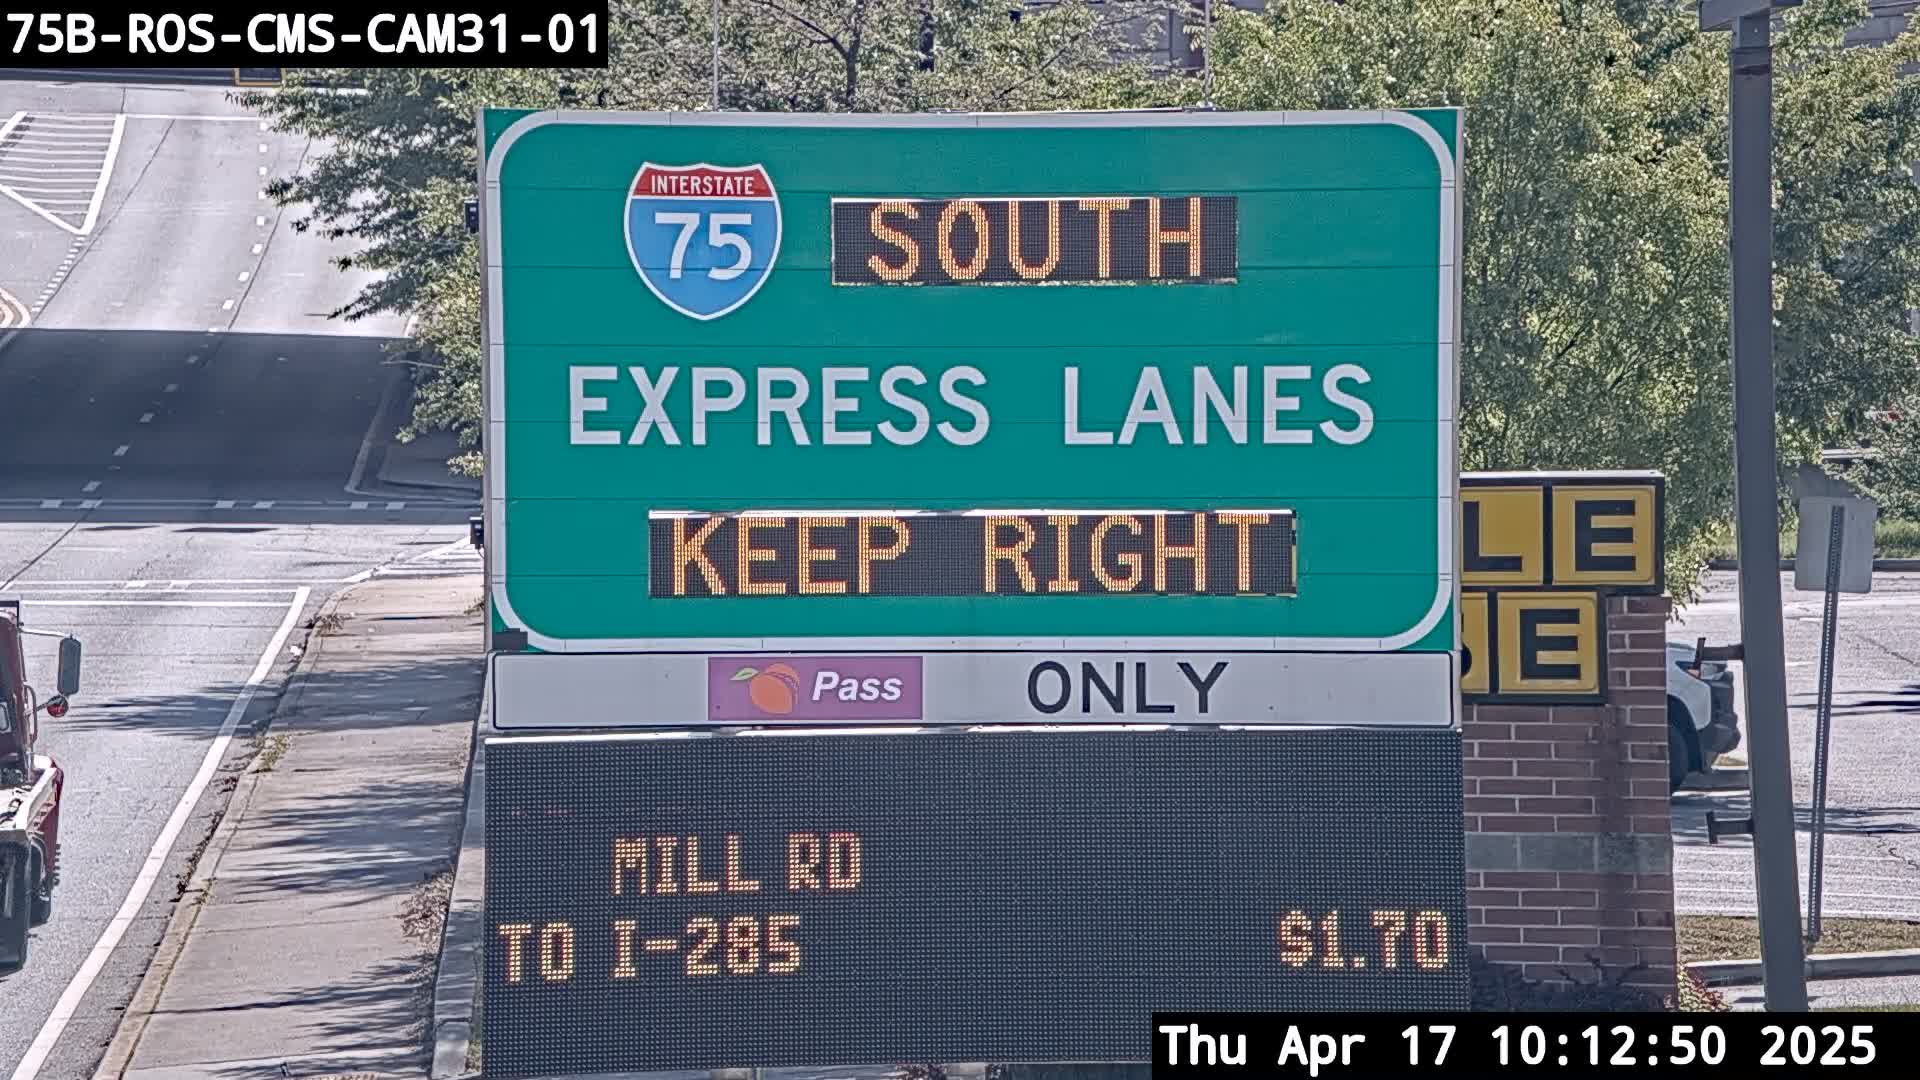 75B-ROS-CMS-CAM31-01
INTERSTATE
75
SOUTH
EXPRESS LANES
KEEP RIGHT
Pass
ONLY
LE
E
MILL RD
TO I-285 $1.70
Thu Apr 17 10:12:50 2025